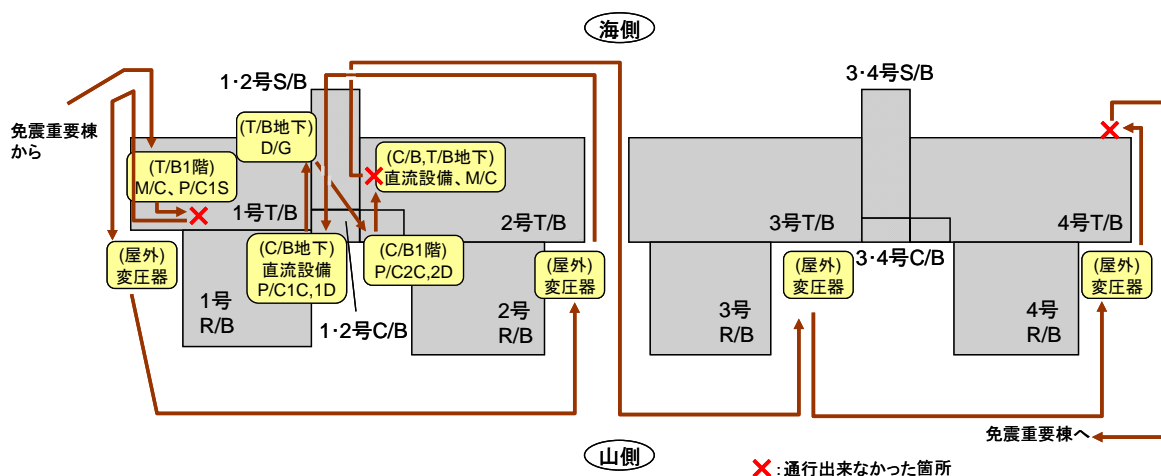 海側
1・2号S/B
3・4号S/B
免震重要棟
から
(T/B地下)
D/G
(C/B,T/B地下)
直流設備、M/C
(T/B1階)
M/C、P/C1S
1号T/B
2号T/B
3号T/B
4号T/B
(屋外)
変圧器
(C/B地下)
直流設備
P/C1C,1D
(C/B1階)
P/C2C,2D
(屋外)
変圧器
(屋外)
変圧器
3・4号C/B
(屋外)
変圧器
1号
R/B
1・2号C/B
2号
R/B
3号
R/B
4号
R/B
免震重要棟へ
山側
:通行出来なかった箇所